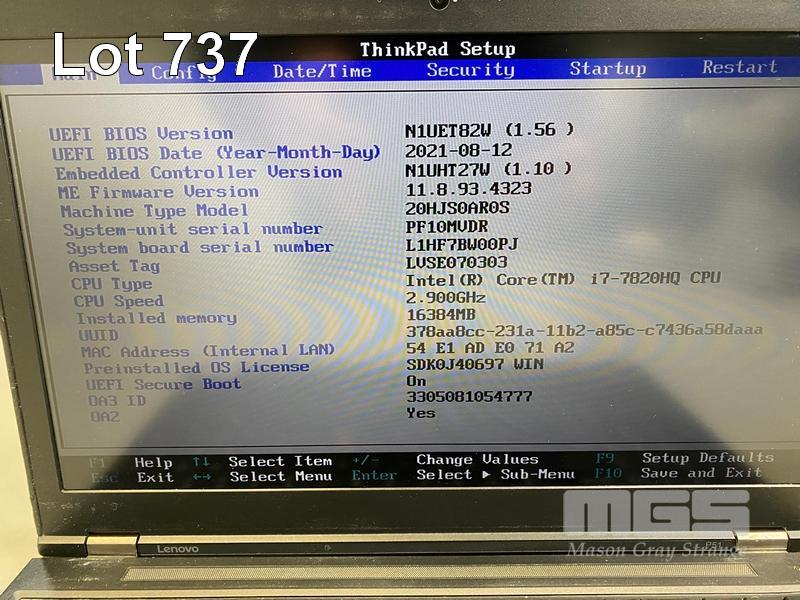 Lot 737
ThinkPad Setup
Main Config Date/Time Security Startup Restart
UEFI BIOS Version N1UET82W (1.56 )
UEFI BIOS Date (Year-Month-Day) 2021-08-12
Embedded Controller Version N1UHT27W (1.10 )
ME Firmware Version 11.8.93.4323
Machine Type Model 20HJS0AR0S
System-unit serial number PF10MVDR
System board serial number L1HF7BW00PJ
Asset Tag LVSE070303
CPU Type Intel(R) Core(TM) i7-7820HQ CPU
CPU Speed 2.900GHz
Installed memory 16384MB
UUID 378aa8cc-231a-11b2-a85c-c7436a58daaa
MAC Address (Internal LAN) 54 E1 AD E0 71 A2
Preinstalled OS License SDK0J40697 WIN
UEFI Secure Boot On
OA3 ID 3305081054777
OA2 Yes
F1 Help ↑↓ Select Item +/- Change Values F9 Setup Defaults
Esc Exit ←→ Select Menu Enter Select ▶ Sub-Menu F10 Save and Exit
MGS
Mason Gray Strange
Lenovo
P51